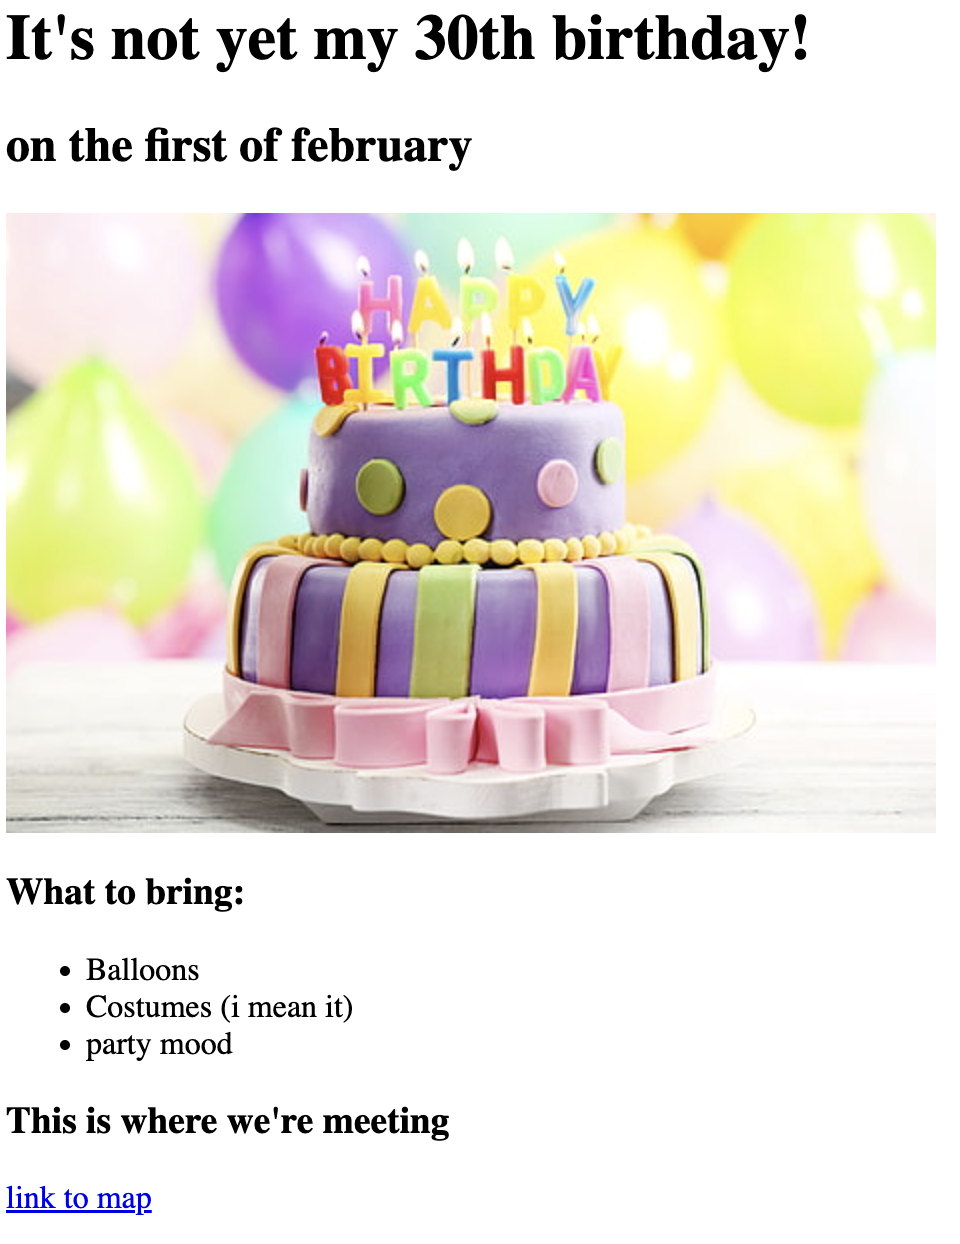 It's not yet my 30th birthday!
on the first of february
HAPPY
BIRTHDAY
What to bring:
Balloons
Costumes (i mean it)
party mood
This is where we're meeting
link to map